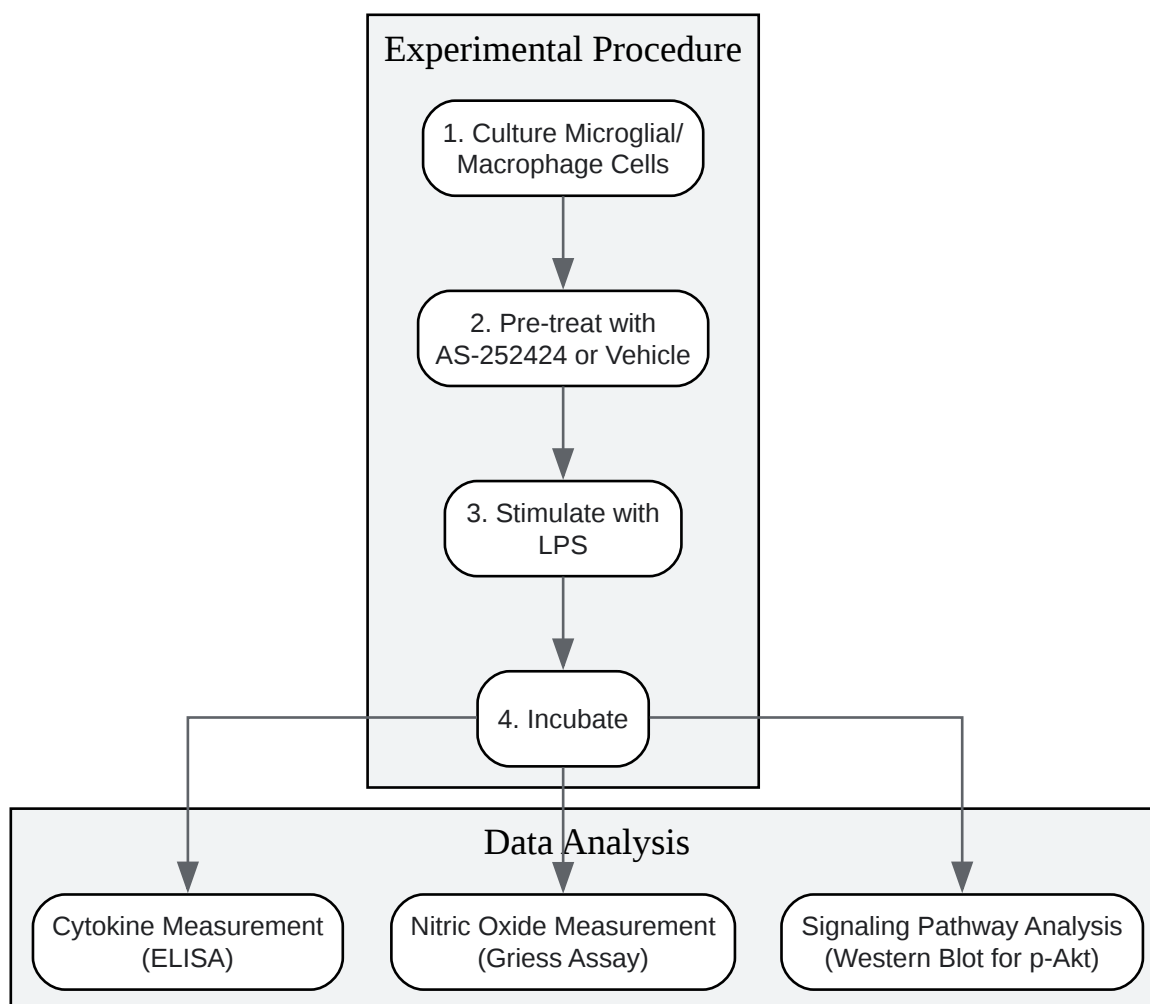 Experimental Procedure
1. Culture Microglial/
Macrophage Cells
2. Pre-treat with
AS-252424 or Vehicle
3. Stimulate with
LPS
4. Incubate
Data Analysis
Cytokine Measurement
(ELISA)
Nitric Oxide Measurement
(Griess Assay)
Signaling Pathway Analysis
(Western Blot for p-Akt)